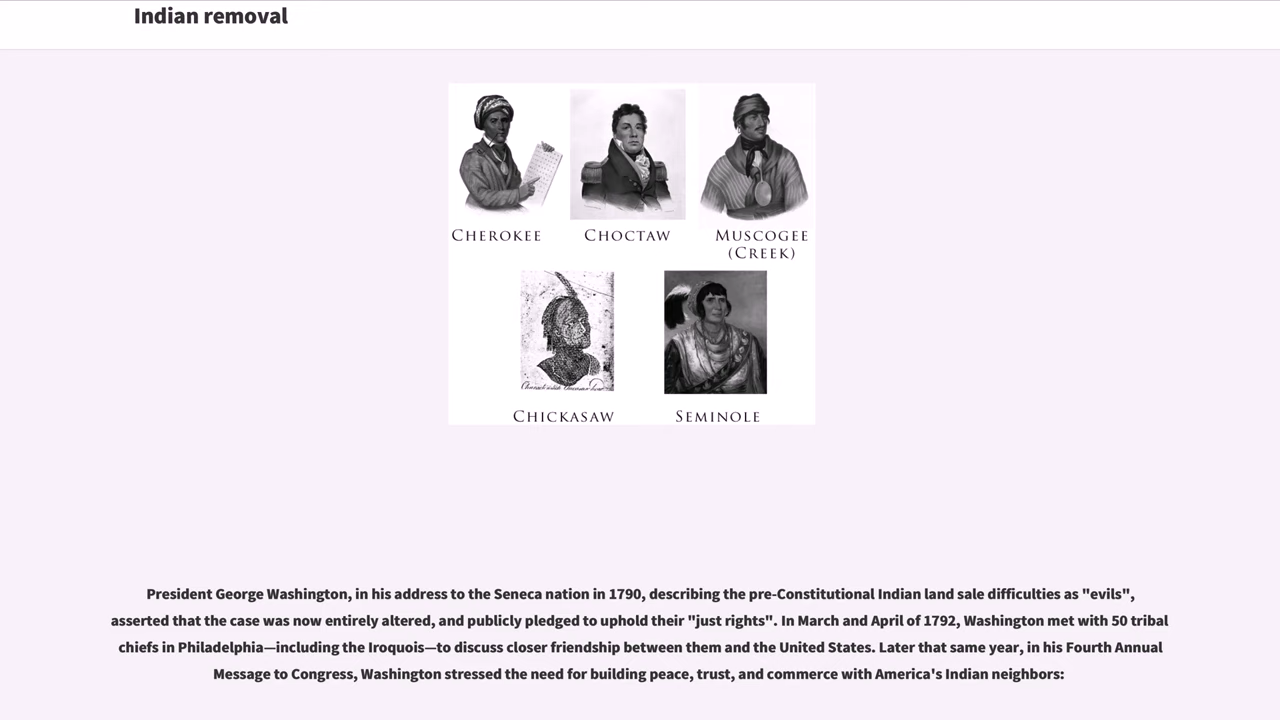 Indian removal
CHEROKEE
CHOCTAW
MUSCOGEE
(CREEK)
CHICKASAW
SEMINOLE
President George Washington, in his address to the Seneca nation in 1790, describing the pre-Constitutional Indian land sale difficulties as "evils",
asserted that the case was now entirely altered, and publicly pledged to uphold their "just rights". In March and April of 1792, Washington met with 50 tribal
chiefs in Philadelphia—including the Iroquois—to discuss closer friendship between them and the United States. Later that same year, in his Fourth Annual
Message to Congress, Washington stressed the need for building peace, trust, and commerce with America's Indian neighbors: